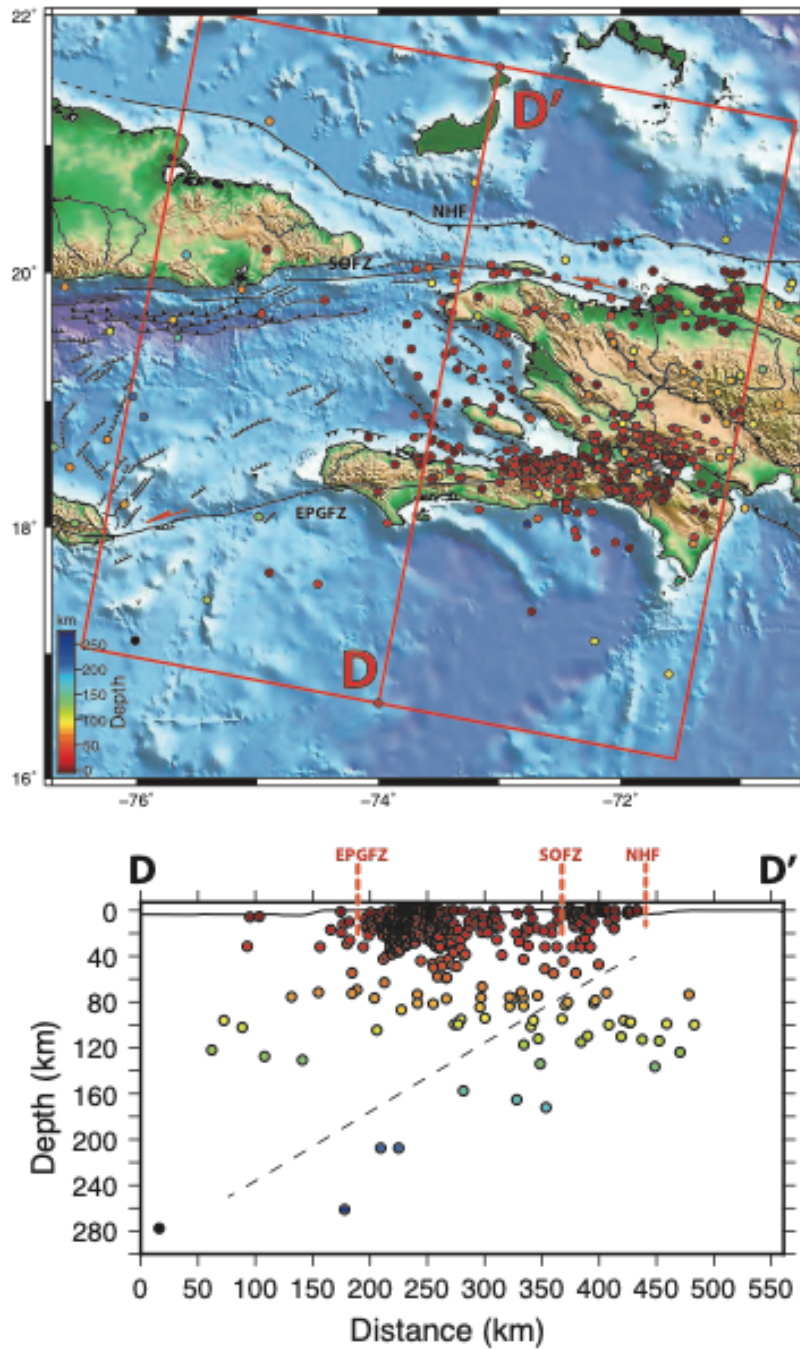 22°
D'
NHF
20°
SOFZ
18°
EPGFZ
km
250
200
150
100
50
0
Depth
D
16°
−76°
−74°
−72°
D
EPGFZ
SOFZ
NHF
D'
0
40
80
120
160
200
240
280
Depth (km)
0
50
100
150
200
250
300
350
400
450
500
550
Distance (km)